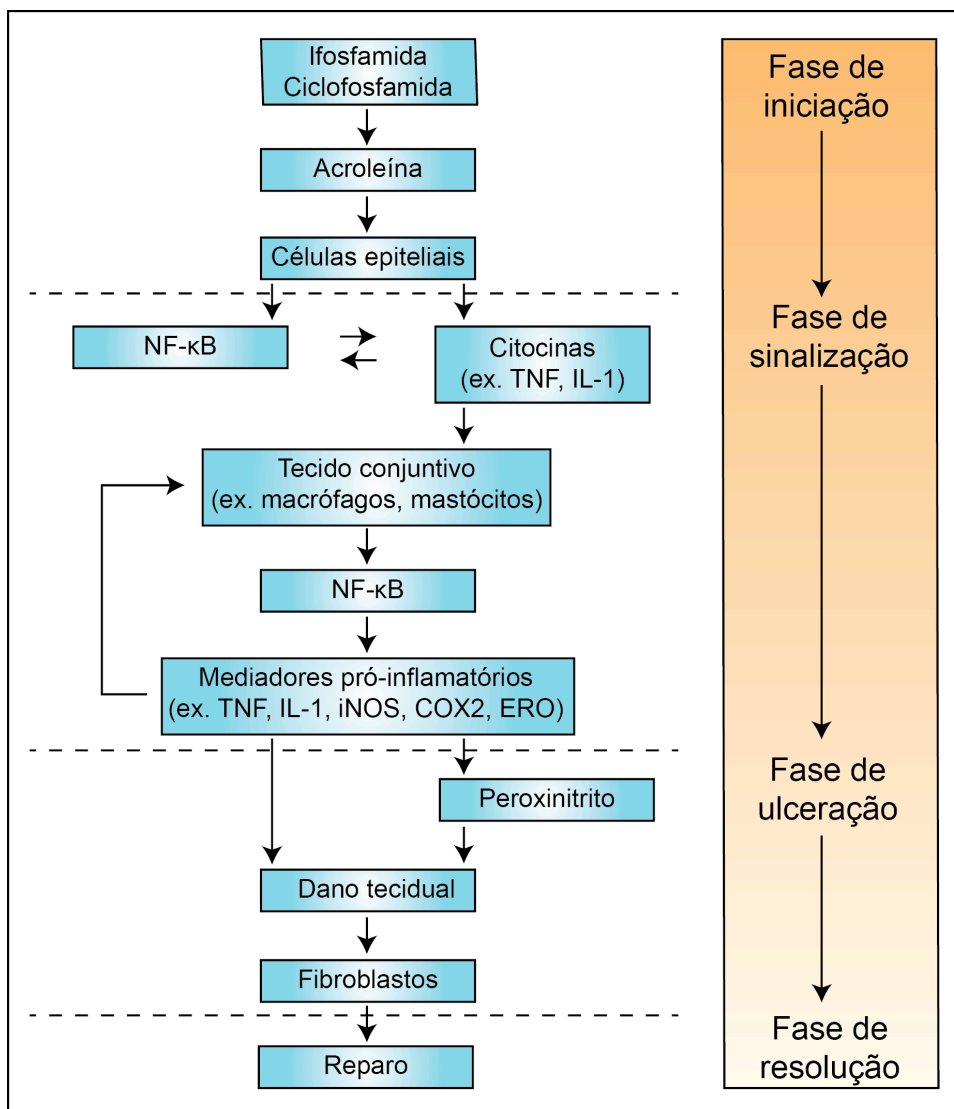 Ifosfamida
Ciclofosfamida
Acroleína
Células epiteliais
NF-κB
Citocinas
(ex. TNF, IL-1)
Tecido conjuntivo
(ex. macrófagos, mastócitos)
NF-κB
Mediadores pró-inflamatórios
(ex. TNF, IL-1, iNOS, COX2, ERO)
Peroxinitrito
Dano tecidual
Fibroblastos
Reparo
Fase de
iniciação
Fase de
sinalização
Fase de
ulceração
Fase de
resolução